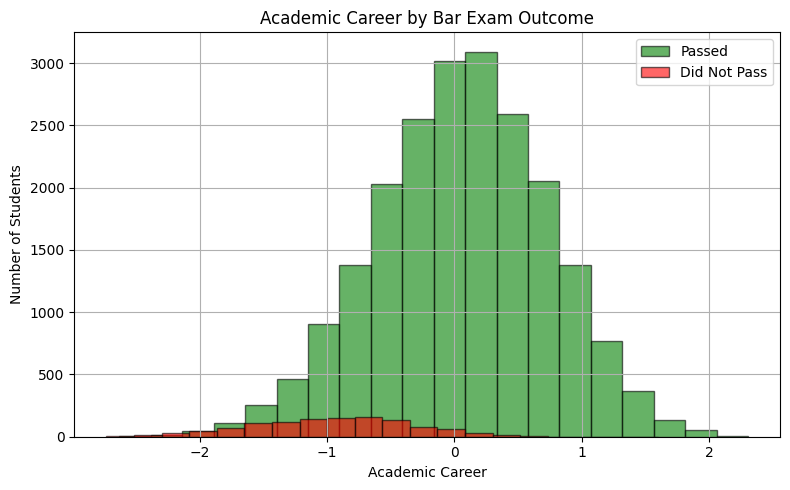 Academic Career by Bar Exam Outcome
Passed
Did Not Pass
Number of Students
3000
2500
2000
1500
1000
500
0
−2
−1
0
1
2
Academic Career